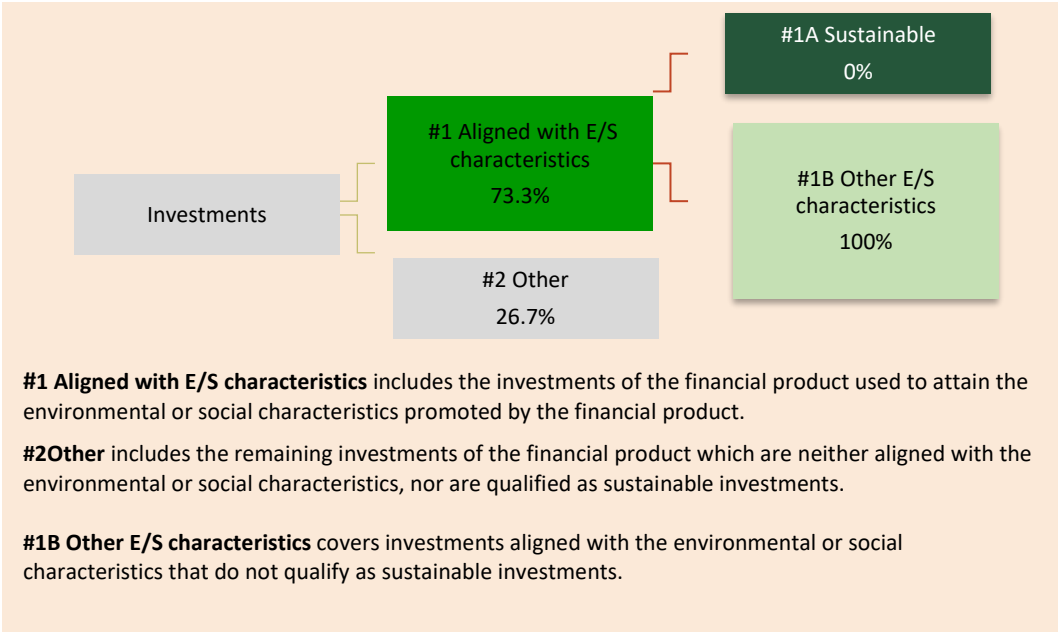 #1A Sustainable
0%
#1 Aligned with E/S
characteristics
73.3%
#1B Other E/S
characteristics
100%
Investments
#2 Other
26.7%
#1 Aligned with E/S characteristics includes the investments of the financial product used to attain the
environmental or social characteristics promoted by the financial product.
#2Other includes the remaining investments of the financial product which are neither aligned with the
environmental or social characteristics, nor are qualified as sustainable investments.
#1B Other E/S characteristics covers investments aligned with the environmental or social
characteristics that do not qualify as sustainable investments.